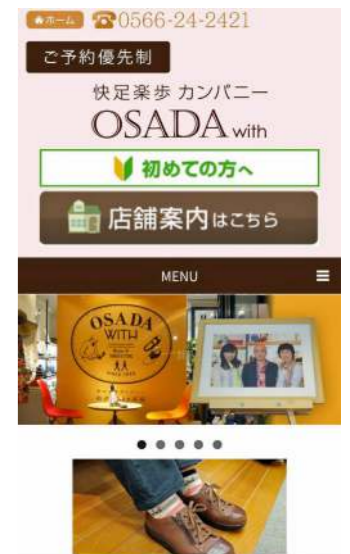 ホーム ☎0566-24-2421
ご予約優先制
快足楽歩 カンパニー
OSADA with
初めての方へ
店舗案内はこちら
MENU
OSADA
WITH